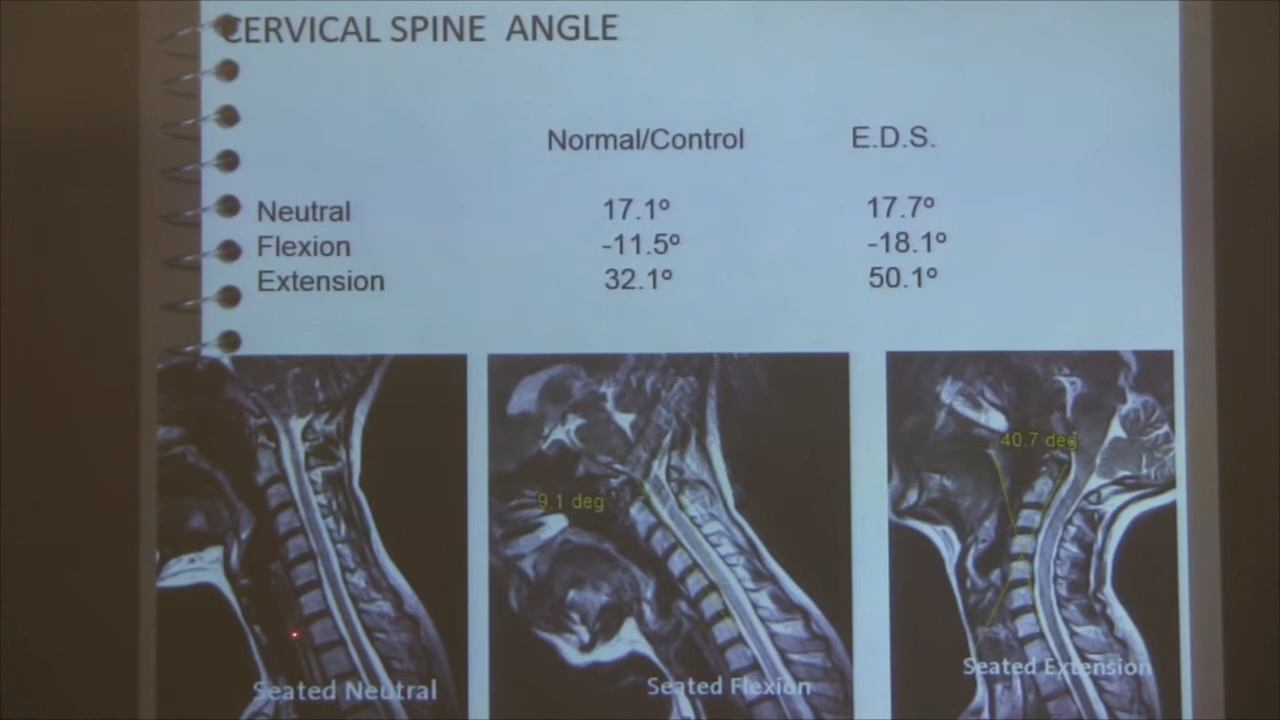 CERVICAL SPINE ANGLE
Normal/Control E.D.S.
Neutral 17.1º 17.7º
Flexion -11.5º -18.1º
Extension 32.1º 50.1º
9.1 deg
40.7 deg
Seated Neutral
Seated Flexion
Seated Extension